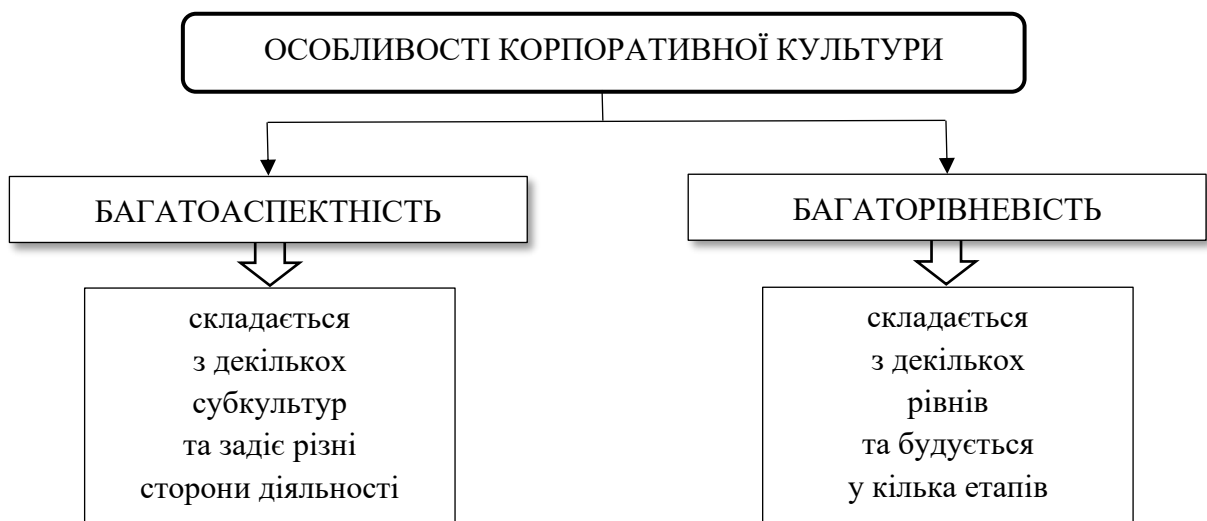 ОСОБЛИВОСТІ КОРПОРАТИВНОЇ КУЛЬТУРИ
БАГАТОАСПЕКТНІСТЬ
складається
з декількох
субкультур
та задіє різні
сторони діяльності
БАГАТОРІВНЕВІСТЬ
складається
з декількох
рівнів
та будується
у кілька етапів